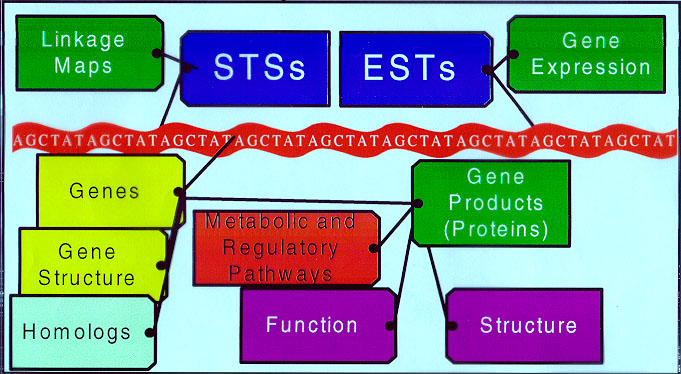 Linkage
Maps
STSs
ESTs
Gene
Expression
AGCTATAGCTATAGCTATAGCTATAGCTATAGCTATAGCTATAGCTATAGCTAT
Genes
Gene
Products
(Proteins)
Metabolic and
Regulatory
Pathways
Gene
Structure
Homologs
Function
Structure